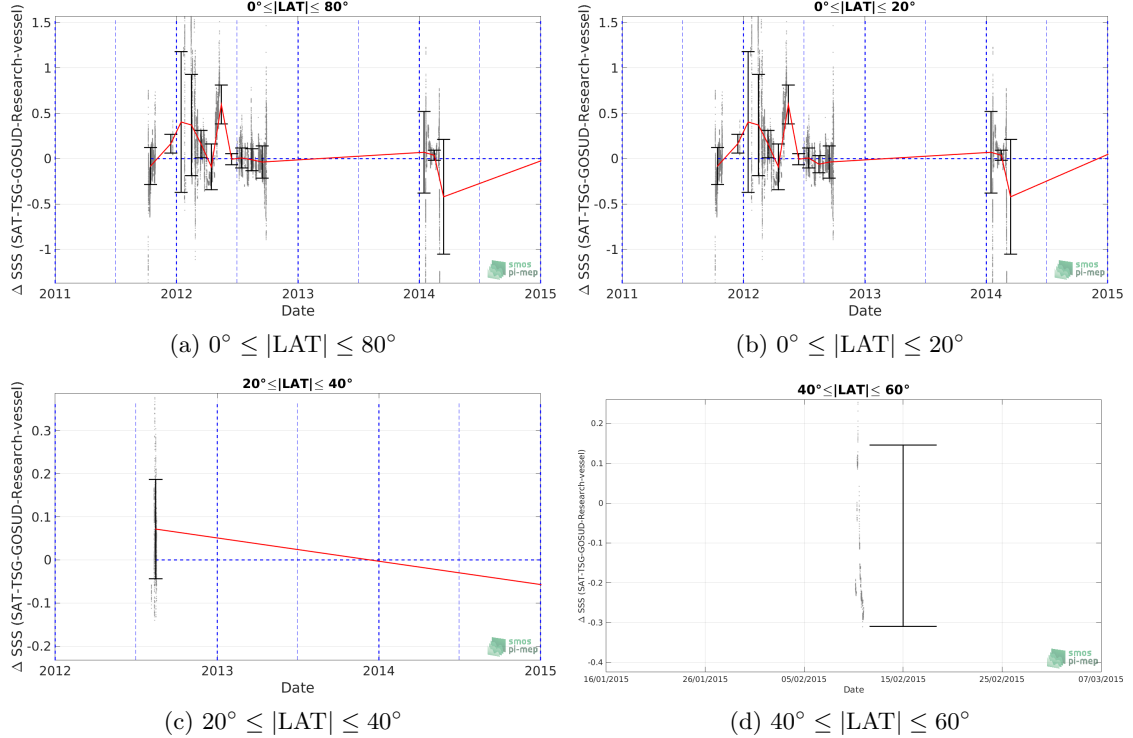 0°≤|LAT|≤ 80°
Δ SSS (SAT-TSG-GOSUD-Research-vessel)
1.5
1
0.5
0
-0.5
-1
2011 2012 2013 2014 2015
Date
smos
pi-mep
(a) 0° ≤ |LAT| ≤ 80°
0°≤|LAT|≤ 20°
Δ SSS (SAT-TSG-GOSUD-Research-vessel)
1.5
1
0.5
0
-0.5
-1
2011 2012 2013 2014 2015
Date
smos
pi-mep
(b) 0° ≤ |LAT| ≤ 20°
20°≤|LAT|≤ 40°
Δ SSS (SAT-TSG-GOSUD-Research-vessel)
0.3
0.2
0.1
0
-0.1
-0.2
2012 2013 2014 2015
Date
smos
pi-mep
(c) 20° ≤ |LAT| ≤ 40°
40°≤|LAT|≤ 60°
Δ SSS (SAT-TSG-GOSUD-Research-vessel)
0.2
0.1
0
-0.1
-0.2
-0.3
-0.4
16/01/2015 26/01/2015 05/02/2015 15/02/2015 25/02/2015 07/03/2015
Date
smos
pi-mep
(d) 40° ≤ |LAT| ≤ 60°